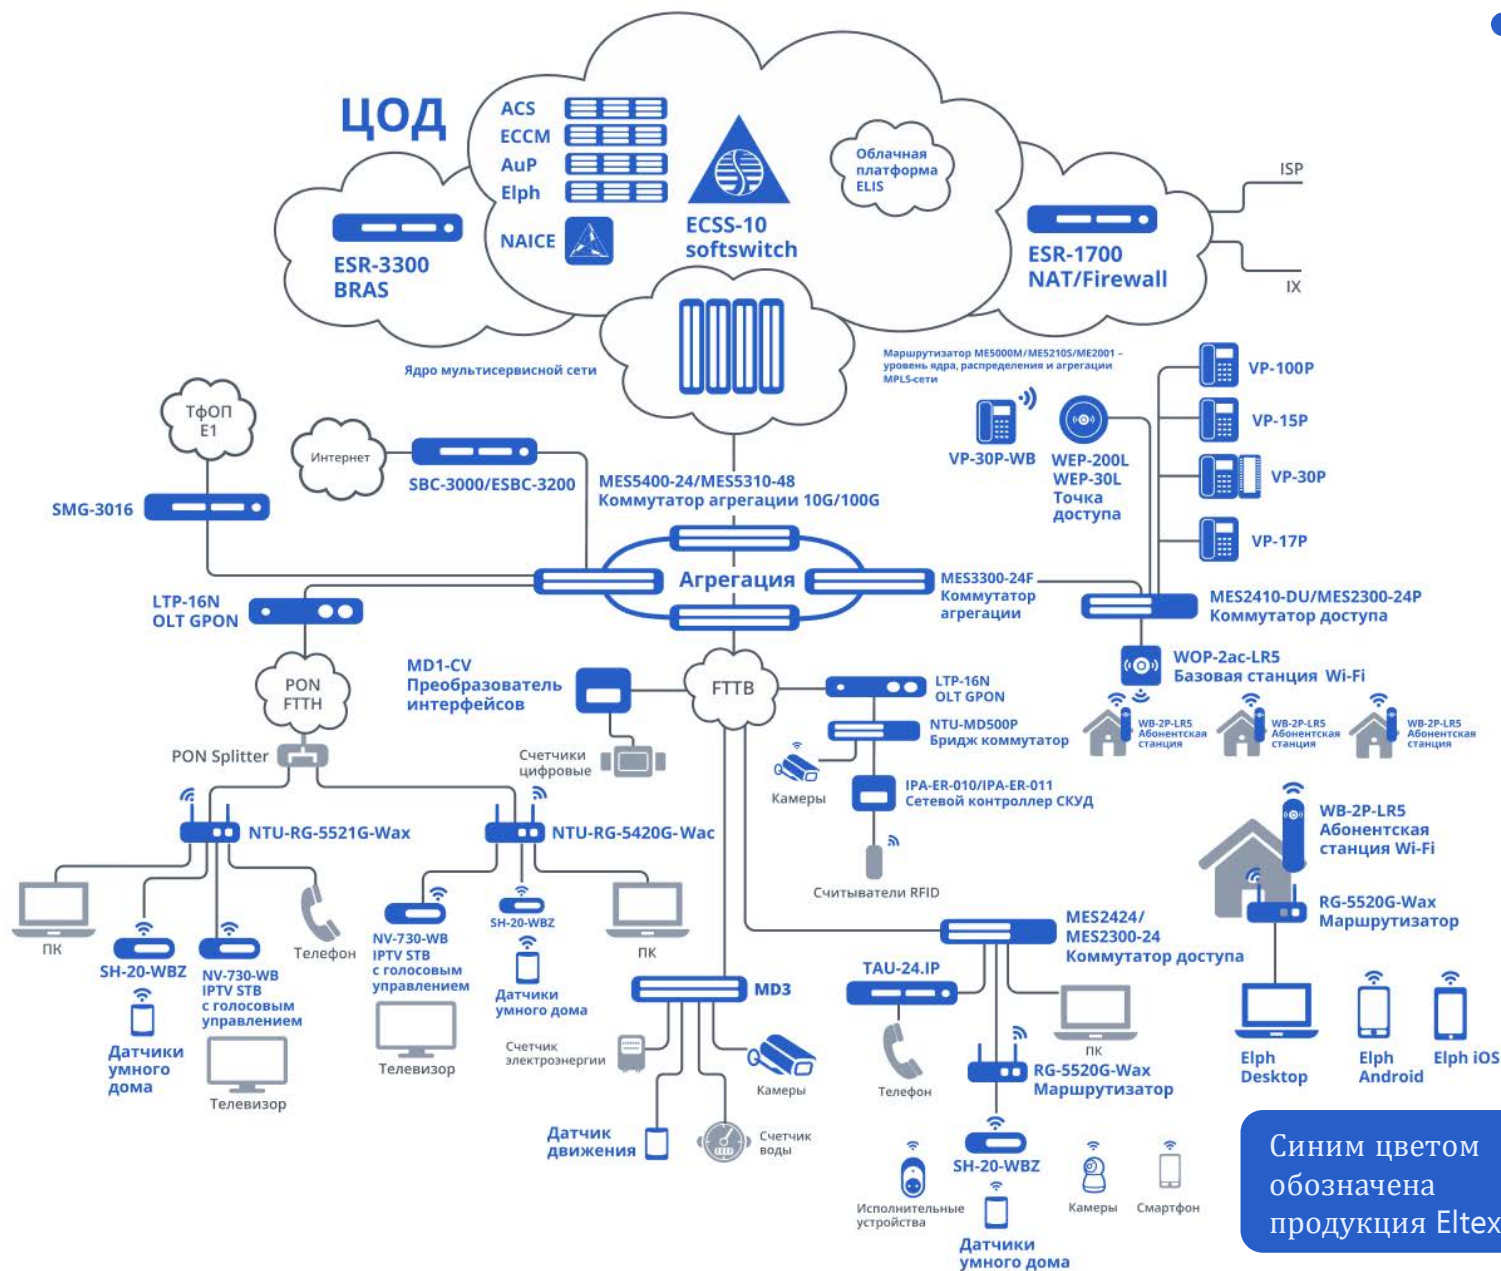 ЦОД
ACS
ECCM
AuP
Elph
NAICE
ECSS-10
softswitch
Облачная
платформа
ELIS
ESR-3300
BRAS
ESR-1700
NAT/Firewall
ISP
IX
Ядро мультисервисной сети
Маршрутизатор ME5000M/ME5210S/ME2001 –
уровень ядра, распределения и агрегации
MPLS-сети
VP-100P
VP-15P
VP-30P
VP-17P
VP-30P-WB
WEP-200L
WEP-30L
Точка
доступа
ТфОП
E1
Интернет
SBC-3000/ESBC-3200
SMG-3016
MES5400-24/MES5310-48
Коммутатор агрегации 10G/100G
Агрегация
MES3300-24F
Коммутатор
агрегации
MES2410-DU/MES2300-24P
Коммутатор доступа
LTP-16N
OLT GPON
PON
FTTH
PON Splitter
MD1-CV
Преобразователь
интерфейсов
Счетчики
цифровые
FTTB
LTP-16N
OLT GPON
NTU-MD500P
Бридж коммутатор
Камеры
IPA-ER-010/IPA-ER-011
Сетевой контроллер СКУД
Считыватели RFID
WOP-2ac-LR5
Базовая станция Wi-Fi
WB-2P-LR5
Абонентская
станция
WB-2P-LR5
Абонентская
станция
WB-2P-LR5
Абонентская
станция
WB-2P-LR5
Абонентская
станция Wi-Fi
RG-5520G-Wax
Маршрутизатор
Elph
Desktop
Elph
Android
Elph iOS
NTU-RG-5521G-Wax
NTU-RG-5420G-Wac
ПК
SH-20-WBZ
Датчики
умного
дома
NV-730-WB
IPTV STB
с голосовым
управлением
Телевизор
Телефон
NV-730-WB
IPTV STB
с голосовым
управлением
Телевизор
SH-20-WBZ
Датчики
умного дома
ПК
MD3
Счетчик
электроэнергии
Датчик
движения
Счетчик
воды
Камеры
MES2424/
MES2300-24
Коммутатор доступа
TAU-24.IP
Телефон
ПК
RG-5520G-Wax
Маршрутизатор
SH-20-WBZ
Исполнительные
устройства
Датчики
умного дома
Камеры
Смартфон
Синим цветом
обозначена
продукция Eltex